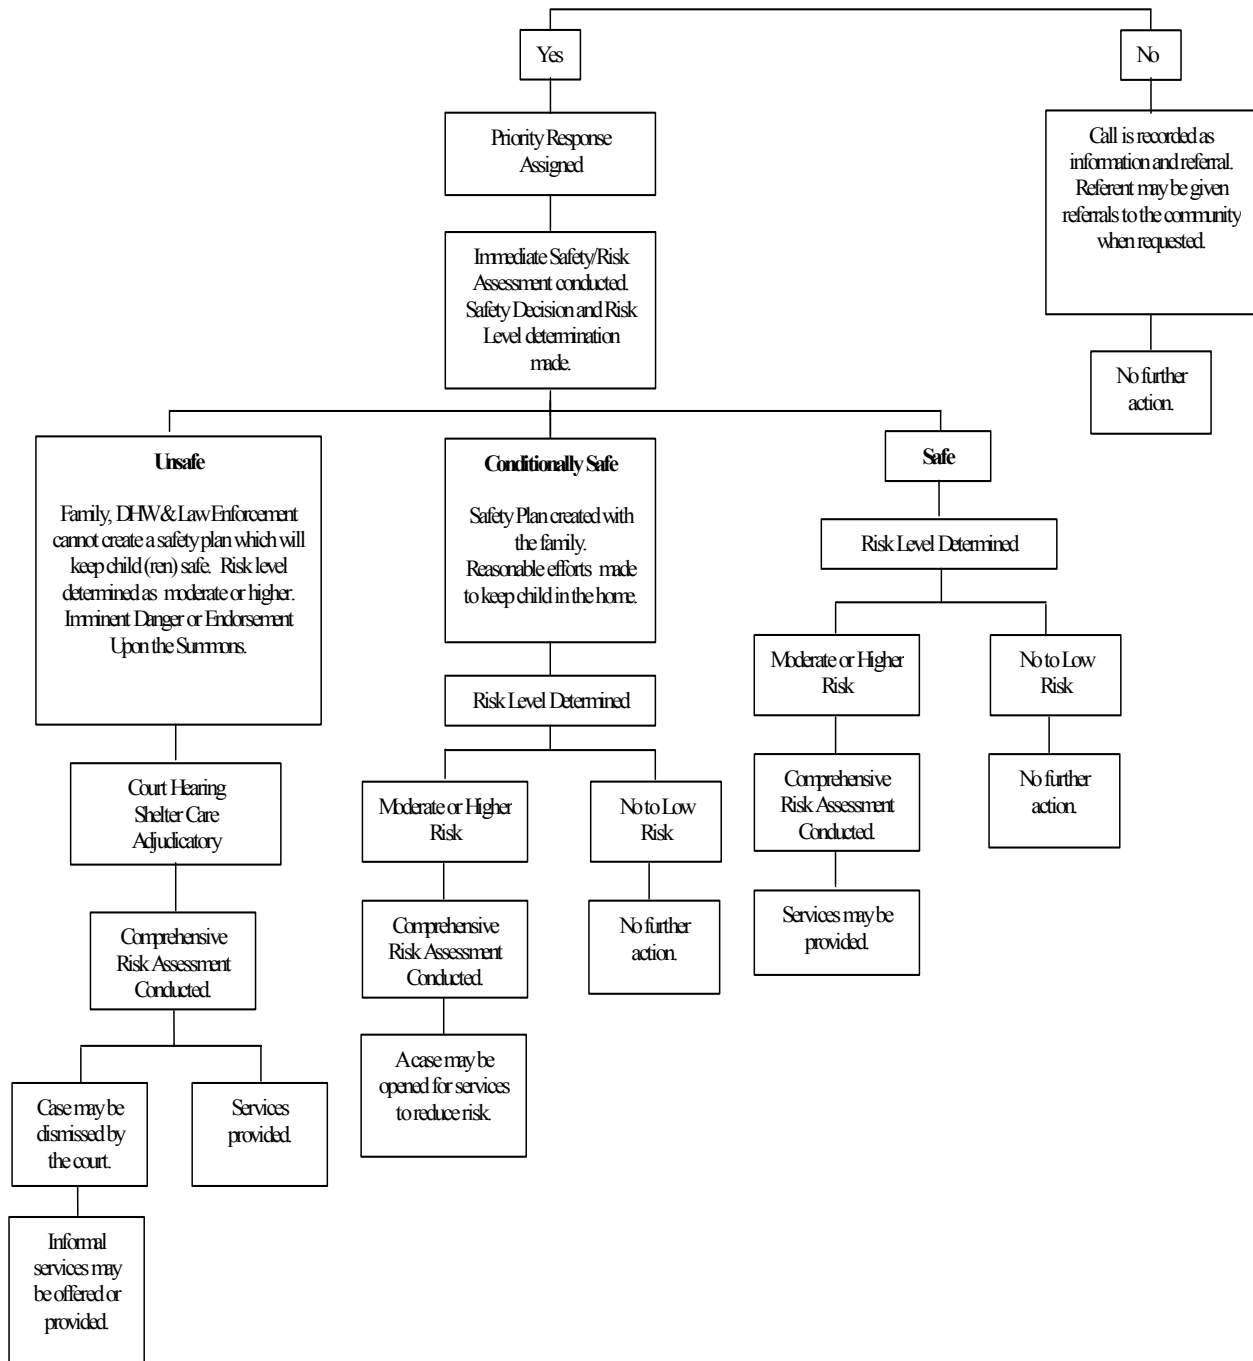 Yes
No
Priority Response
Assigned
Call is recorded as
information and referral.
Referent may be given
referrals to the community
when requested.
Immediate Safety/Risk
Assessment conducted.
Safety Decision and Risk
Level determination
made.
No further
action.
Unsafe
Family, DHW & Law Enforcement
cannot create a safety plan which will
keep child (ren) safe. Risk level
determined as moderate or higher.
Imminent Danger or Endorsement
Upon the Summons.
Conditionally Safe
Safety Plan created with
the family.
Reasonable efforts made
to keep child in the home.
Safe
Risk Level Determined
Moderate or Higher
Risk
No to Low
Risk
Risk Level Determined
Court Hearing
Shelter Care
Adjudicatory
Moderate or Higher
Risk
No to Low
Risk
Comprehensive
Risk Assessment
Conducted.
No further
action.
Comprehensive
Risk Assessment
Conducted.
Comprehensive
Risk Assessment
Conducted.
No further
action.
Services may be
provided.
Case may be
dismissed by
the court.
Services
provided.
A case may be
opened for services
to reduce risk.
Informal
services may
be offered or
provided.